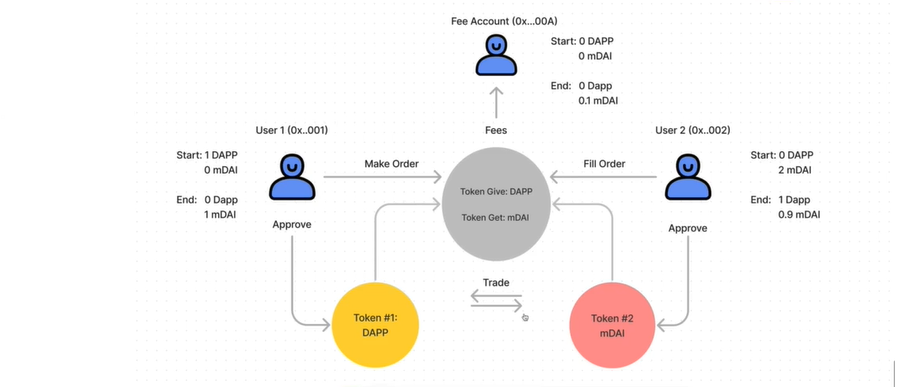 Fee Account (0x...00A)
Start: 0 DAPP
0 mDAI
End: 0 Dapp
0.1 mDAI
Fees
User 1 (0x..001)
Start: 1 DAPP
0 mDAI
End: 0 Dapp
1 mDAI
Approve
Make Order
Token Give: DAPP
Token Get: mDAI
Fill Order
User 2 (0x..002)
Start: 0 DAPP
2 mDAI
End: 1 Dapp
0.9 mDAI
Approve
Trade
Token #1:
DAPP
Token #2
mDAI